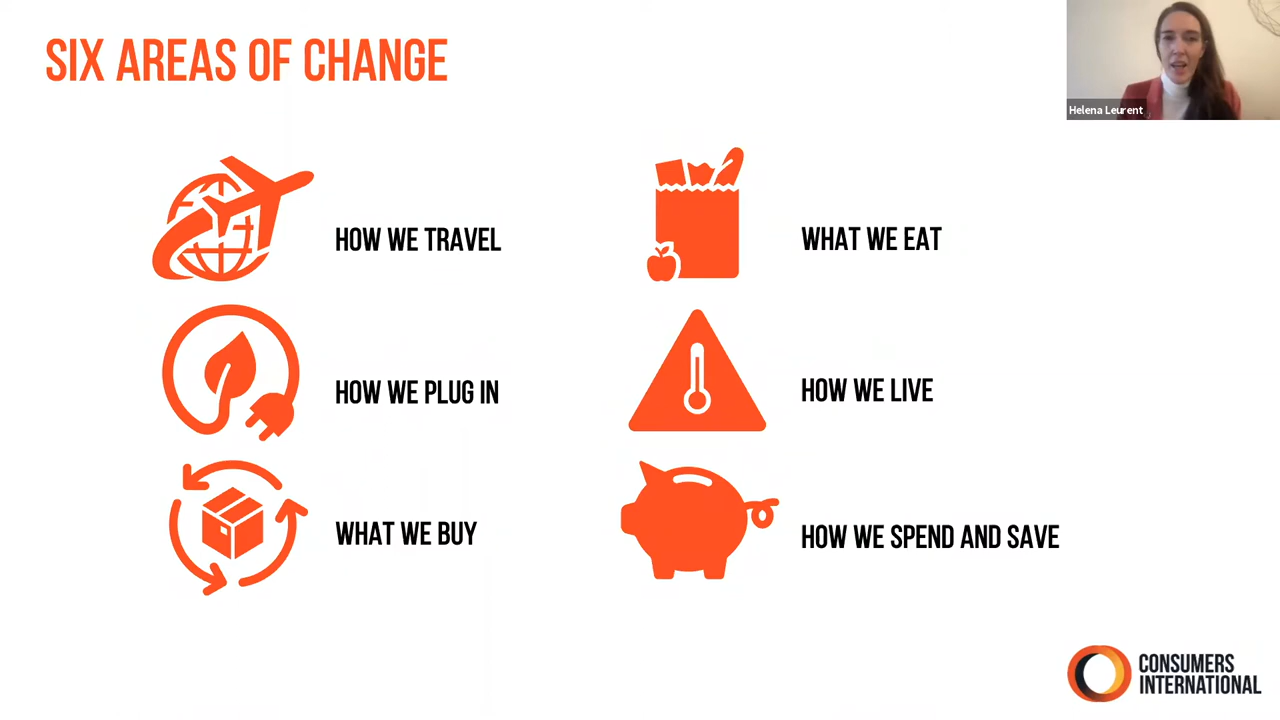 SIX AREAS OF CHANGE
Helena Leurent
HOW WE TRAVEL
WHAT WE EAT
HOW WE PLUG IN
HOW WE LIVE
WHAT WE BUY
HOW WE SPEND AND SAVE
CONSUMERS
INTERNATIONAL